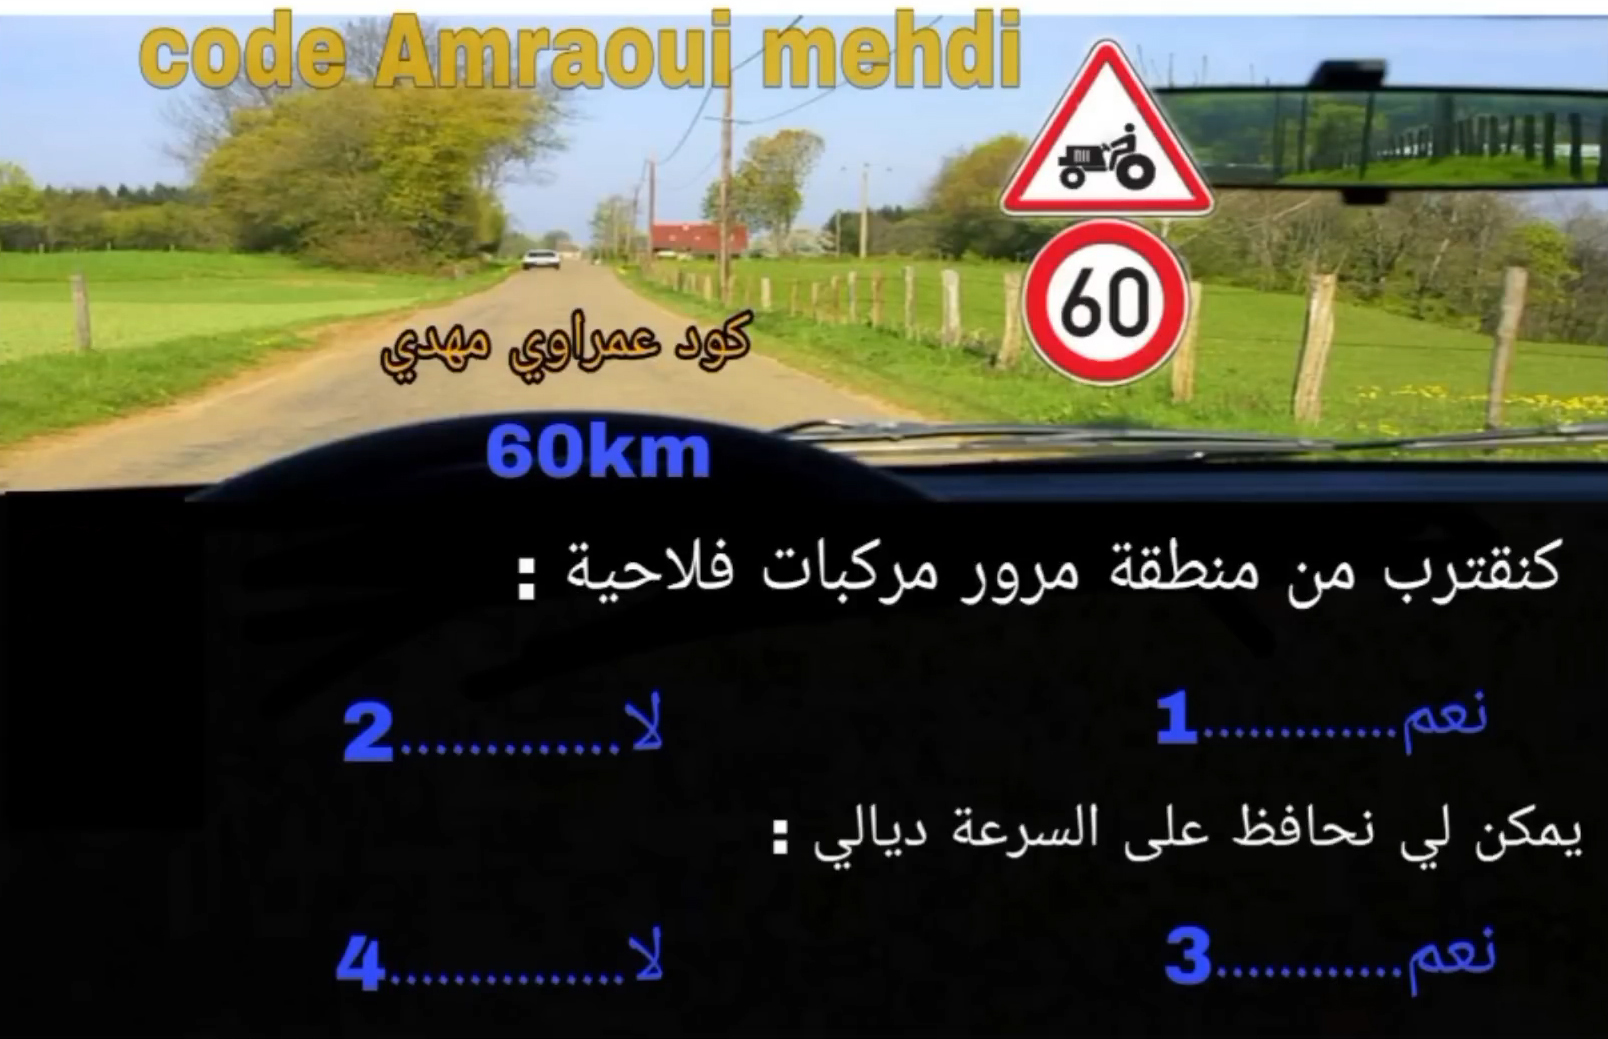 code Amraoui mehdi
60
كود عمراوي مهدي
60km
كنقترب من منطقة مرور مركبات فلاحية :
نعم.............1 لا.............2
يمكن لي نحافظ على السرعة ديالي :
نعم............3 لا...............4